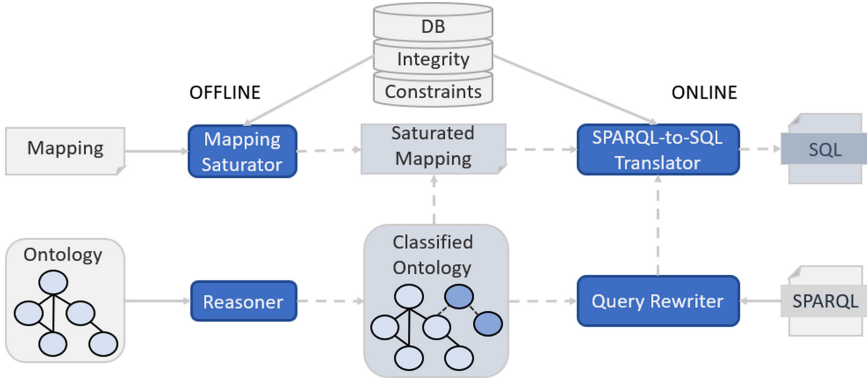 DB
Integrity
Constraints
OFFLINE
ONLINE
Mapping
Mapping
Saturator
Saturated
Mapping
SPARQL-to-SQL
Translator
SQL
Ontology
Reasoner
Classified
Ontology
Query Rewriter
SPARQL